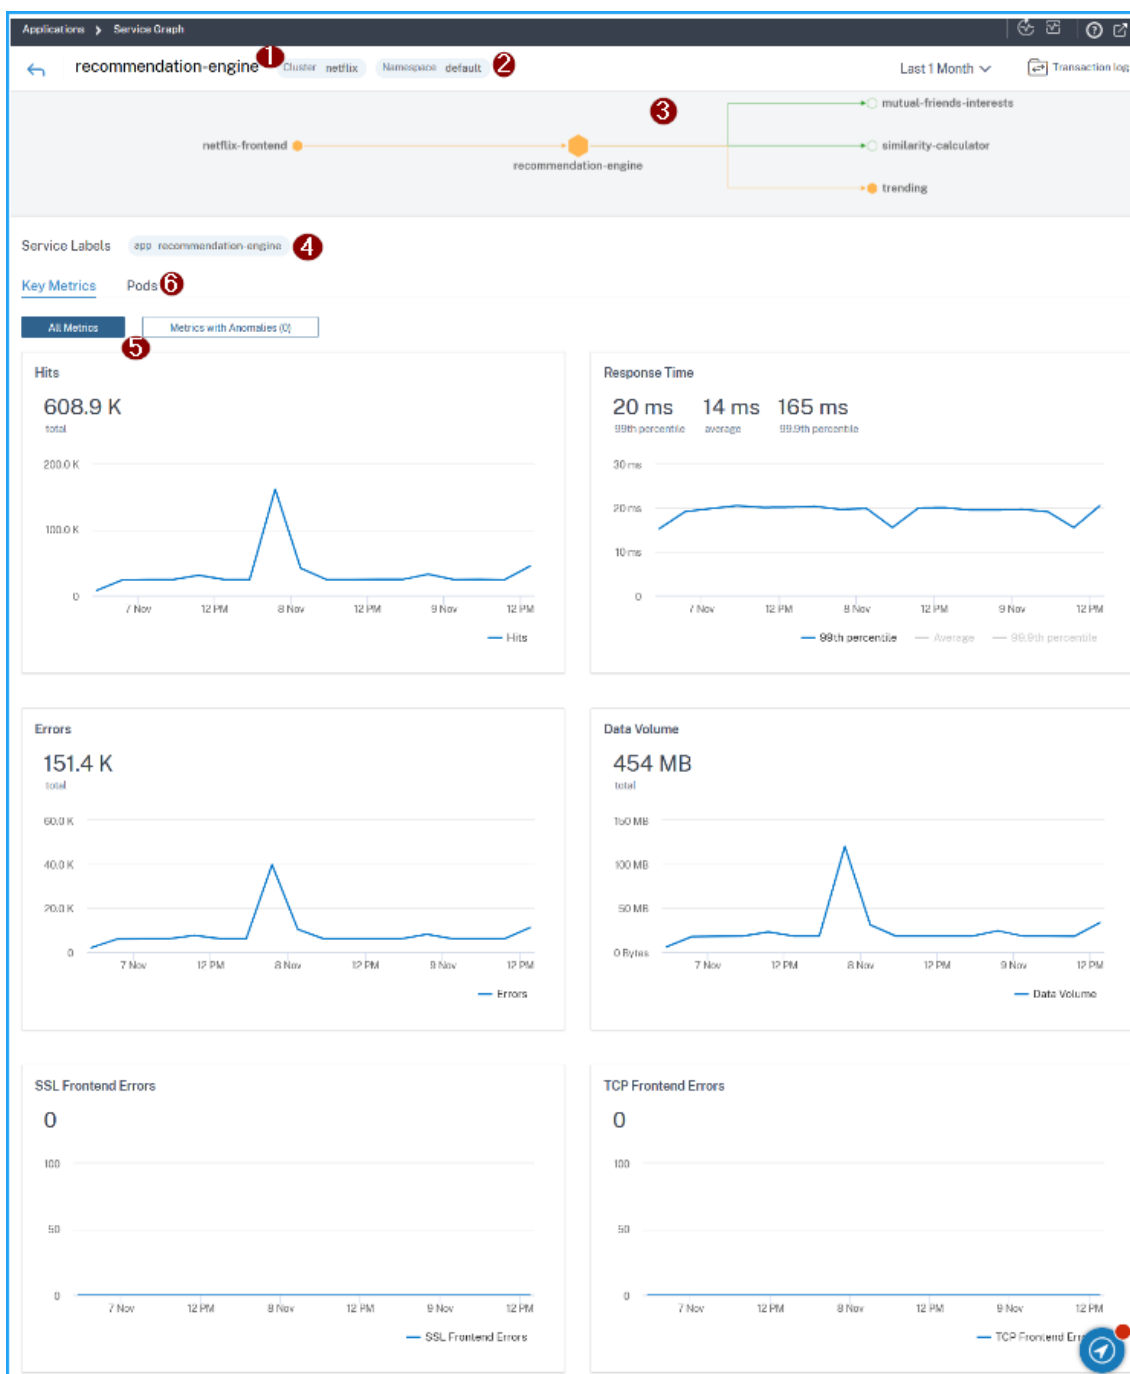 Applications > Service Graph
recommendation-engine 1 Cluster netflix Namespace default 2 Last 1 Month Transaction log
3 mutual-friends-interests
netflix-frontend similarity-calculator
recommendation-engine
trending
Service Labels app recommendation-engine 4
Key Metrics Pods 6
All Metrics Metrics with Anomalies (0)
5
Hits
608.9 K
total
200.0 K
100.0 K
0
7 Nov 12 PM 8 Nov 12 PM 9 Nov 12 PM
Hits
Response Time
20 ms 14 ms 165 ms
99th percentile average 99.9th percentile
30 ms
20 ms
10 ms
0
7 Nov 12 PM 8 Nov 12 PM 9 Nov 12 PM
99th percentile Average 99.9th percentile
Errors
151.4 K
total
60.0 K
40.0 K
20.0 K
0
7 Nov 12 PM 8 Nov 12 PM 9 Nov 12 PM
Errors
Data Volume
454 MB
total
150 MB
100 MB
50 MB
0 Bytes
7 Nov 12 PM 8 Nov 12 PM 9 Nov 12 PM
Data Volume
SSL Frontend Errors
0
100
50
0
7 Nov 12 PM 8 Nov 12 PM 9 Nov 12 PM
SSL Frontend Errors
TCP Frontend Errors
0
100
50
0
7 Nov 12 PM 8 Nov 12 PM 9 Nov 12 PM
TCP Frontend Err